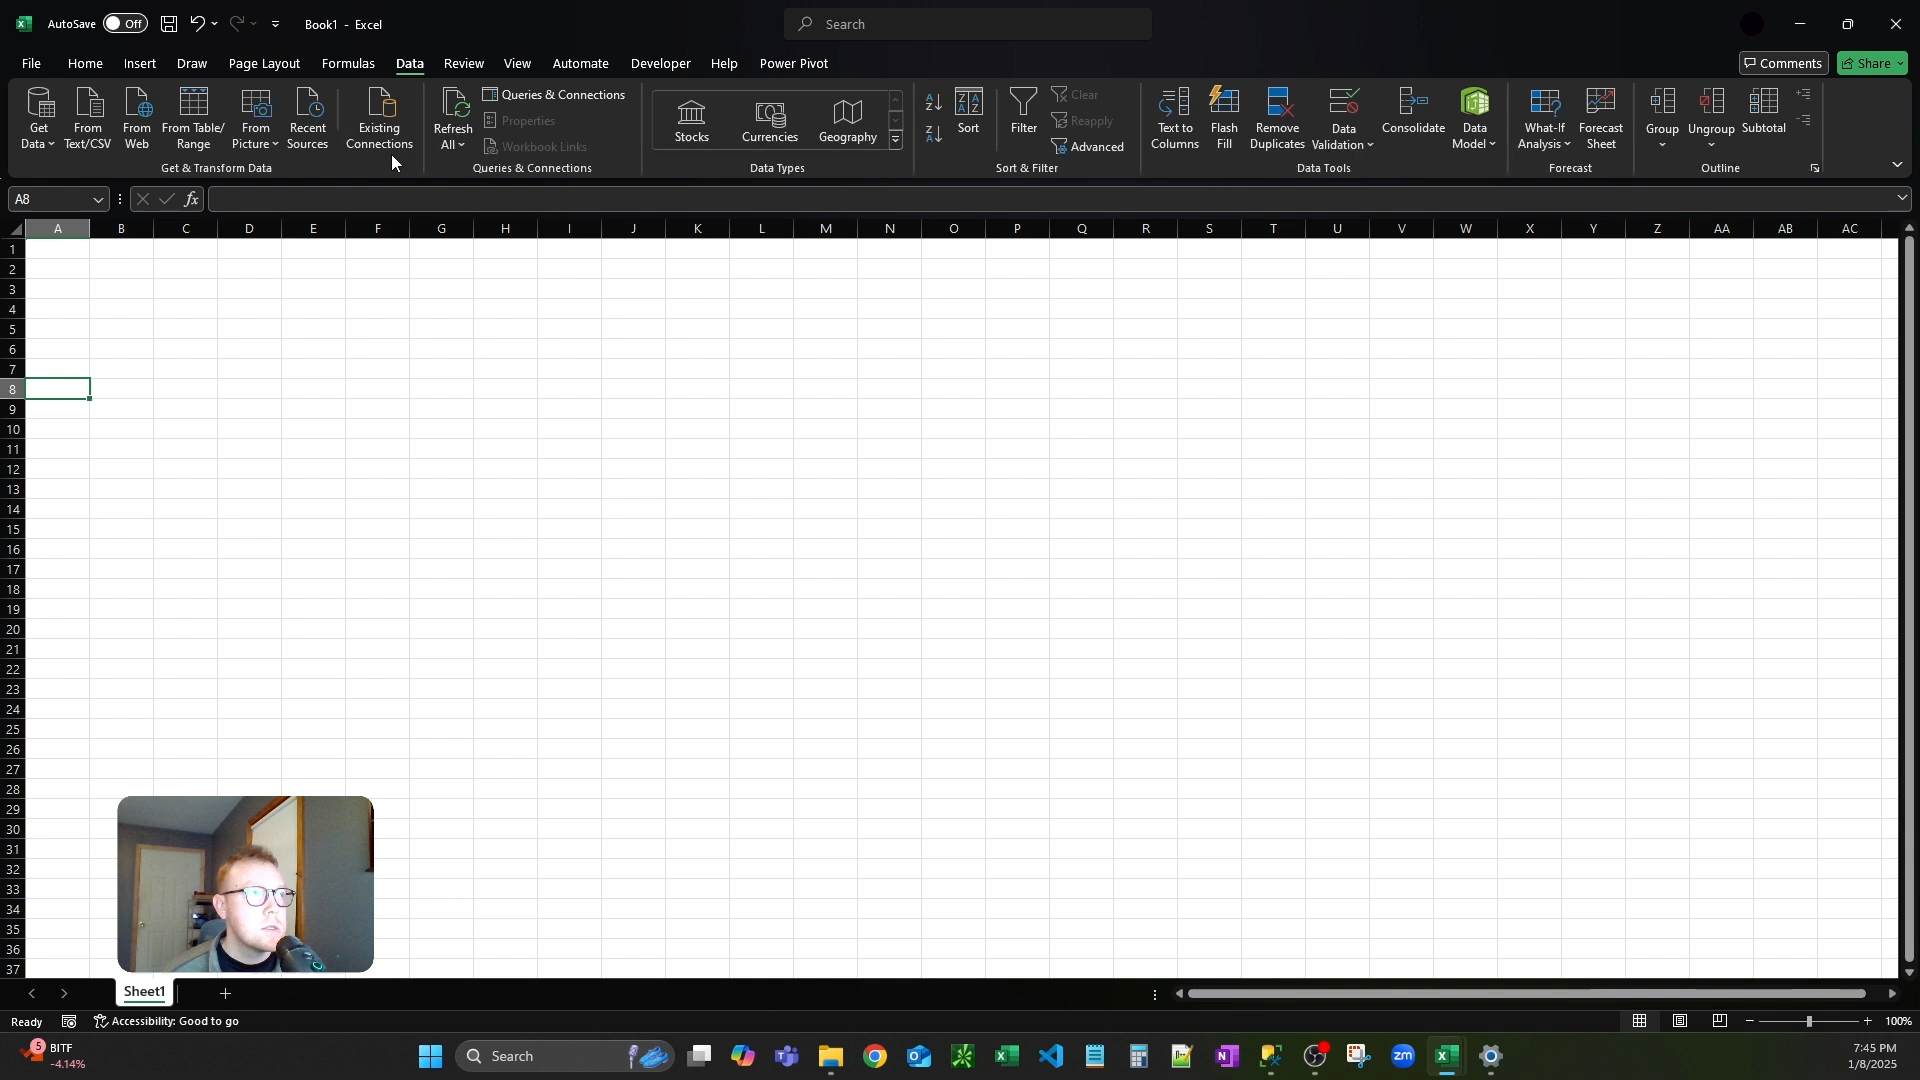 AutoSave Off Book1 - Excel Search
File Home Insert Draw Page Layout Formulas Data Review View Automate Developer Help Power Pivot Comments Share
Get Data From Text/CSV From Web From Table/ Range From Picture Recent Sources Existing Connections
Get & Transform Data
Refresh All Queries & Connections
Properties
Workbook Links
Queries & Connections
Stocks Currencies Geography
Data Types
Sort Filter Clear
Reapply
Advanced
Sort & Filter
Text to Columns Flash Fill Remove Duplicates Data Validation Consolidate Data Model
Data Tools
What-If Analysis Forecast Sheet
Forecast
Group Ungroup Subtotal
Outline
A8 fx
A B C D E F G H I J K L M N O P Q R S T U V W X Y Z AA AB AC
1
2
3
4
5
6
7
8
9
10
11
12
13
14
15
16
17
18
19
20
21
22
23
24
25
26
27
28
29
30
31
32
33
34
35
36
37
Sheet1
Ready Accessibility: Good to go 100%
5 BITF
-4.14%
Search
zm
7:45 PM
1/8/2025